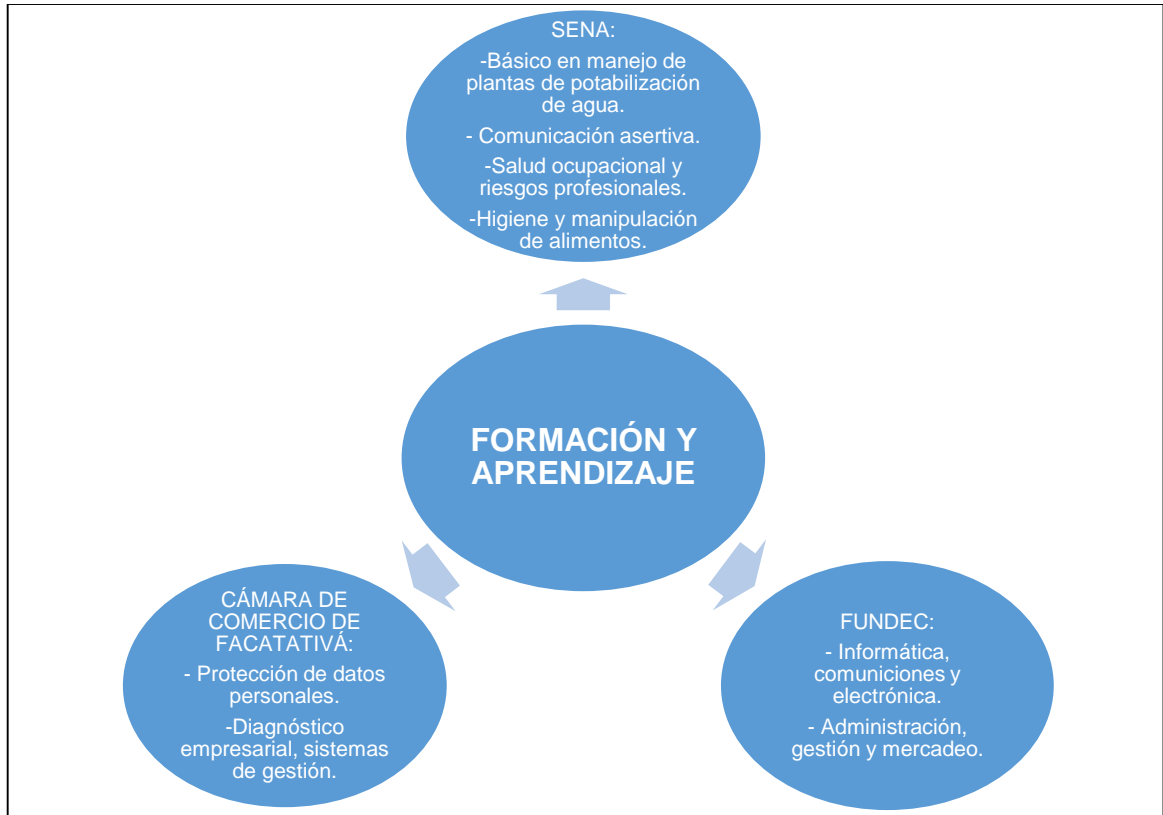 SENA:
-Básico en manejo de
plantas de potabilización
de agua.
- Comunicación asertiva.
-Salud ocupacional y
riesgos profesionales.
-Higiene y manipulación
de alimentos.
FORMACIÓN Y
APRENDIZAJE
CÁMARA DE
COMERCIO DE
FACATATIVÁ:
- Protección de datos
personales.
-Diagnóstico
empresarial, sistemas
de gestión.
FUNDEC:
- Informática,
comuniciones y
electrónica.
- Administración,
gestión y mercadeo.